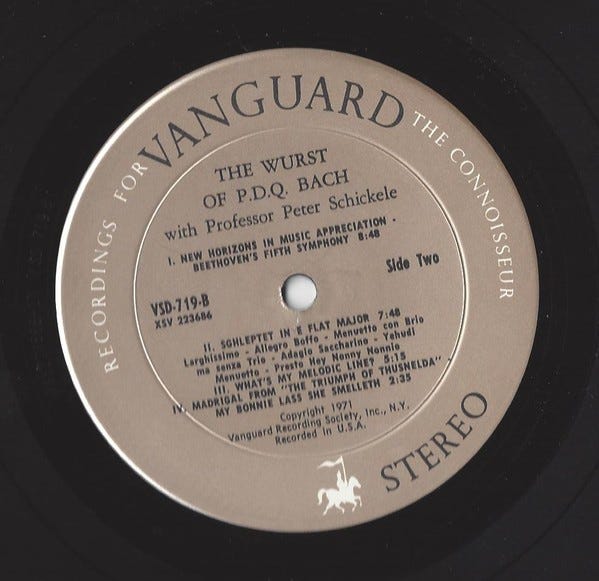 RECORDINGS FOR VANGUARD THE CONNOISSEUR
THE WURST
OF P.D.Q. BACH
with Professor Peter Schickele
I. NEW HORIZONS IN MUSIC APPRECIATION -
BEETHOVEN'S FIFTH SYMPHONY 8:48
Side Two
VSD-719-B
XSV 223686
II. SCHLEPTET IN E FLAT MAJOR 7:48
Larghissimo - Allegro Boffo - Menuetto con Brio
ma senza Trio - Adagio Saccharino - Yehudi
Menuetto - Presto Hey Nonny Nonnio
III. WHAT'S MY MELODIC LINE? 5:15
IV. MADRIGAL FROM "THE TRIUMPH OF THUSNELDA"
MY BONNIE LASS SHE SMELLETH 2:35
Copyright 1971
Vanguard Recording Society, Inc., N.Y.
Recorded in U.S.A.
STEREO